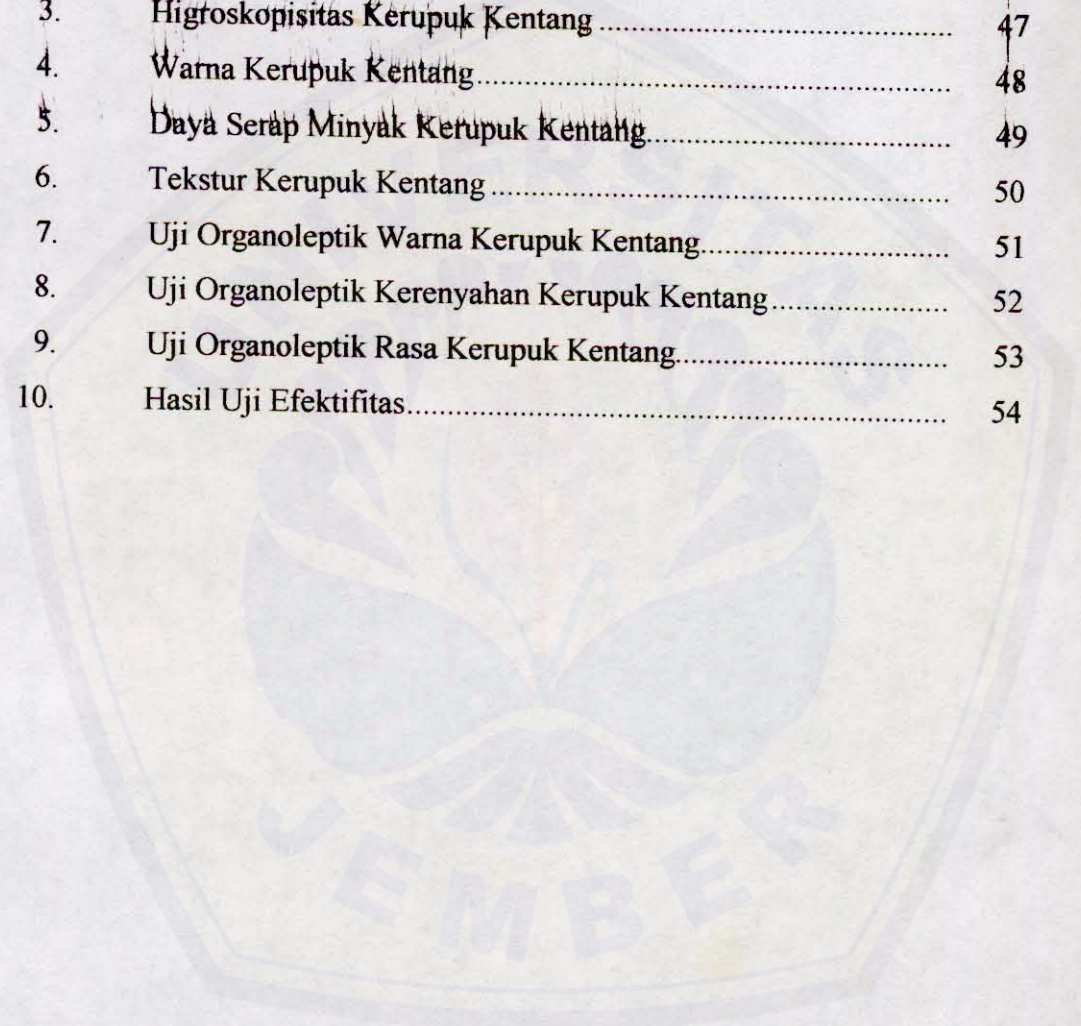 3. Higroskopisitas Kerupuk Kentang ........................................ 47
4. Warna Kerupuk Kentang ........................................ 48
5. Daya Serap Minyak Kerupuk Kentang ........................................ 49
6. Tekstur Kerupuk Kentang ........................................ 50
7. Uji Organoleptik Warna Kerupuk Kentang ........................................ 51
8. Uji Organoleptik Kerenyahan Kerupuk Kentang ........................................ 52
9. Uji Organoleptik Rasa Kerupuk Kentang ........................................ 53
10. Hasil Uji Efektifitas ........................................ 54
UNIVERSITAS
JEMBER